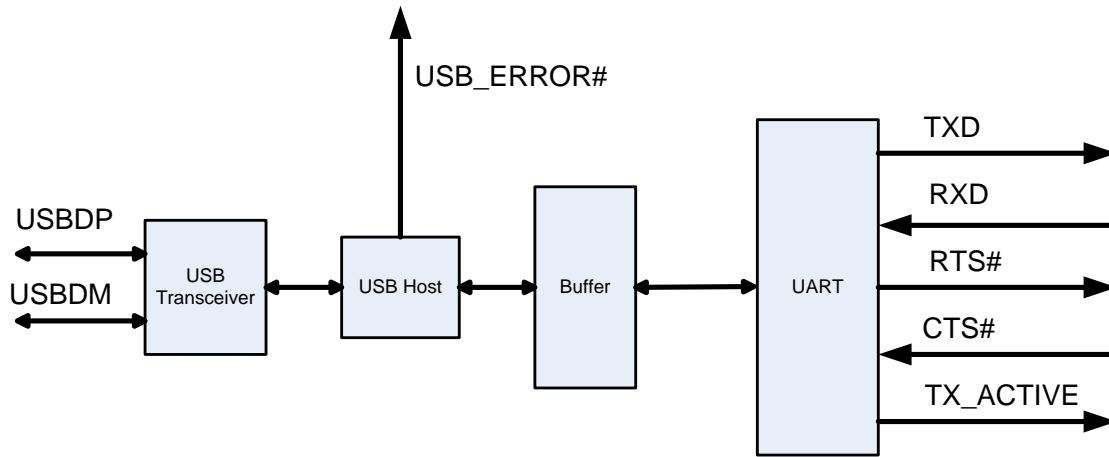 USB_ERROR#
TXD
RXD
USBDP
USB
Transceiver
USB Host
Buffer
UART
RTS#
USBDM
CTS#
TX_ACTIVE